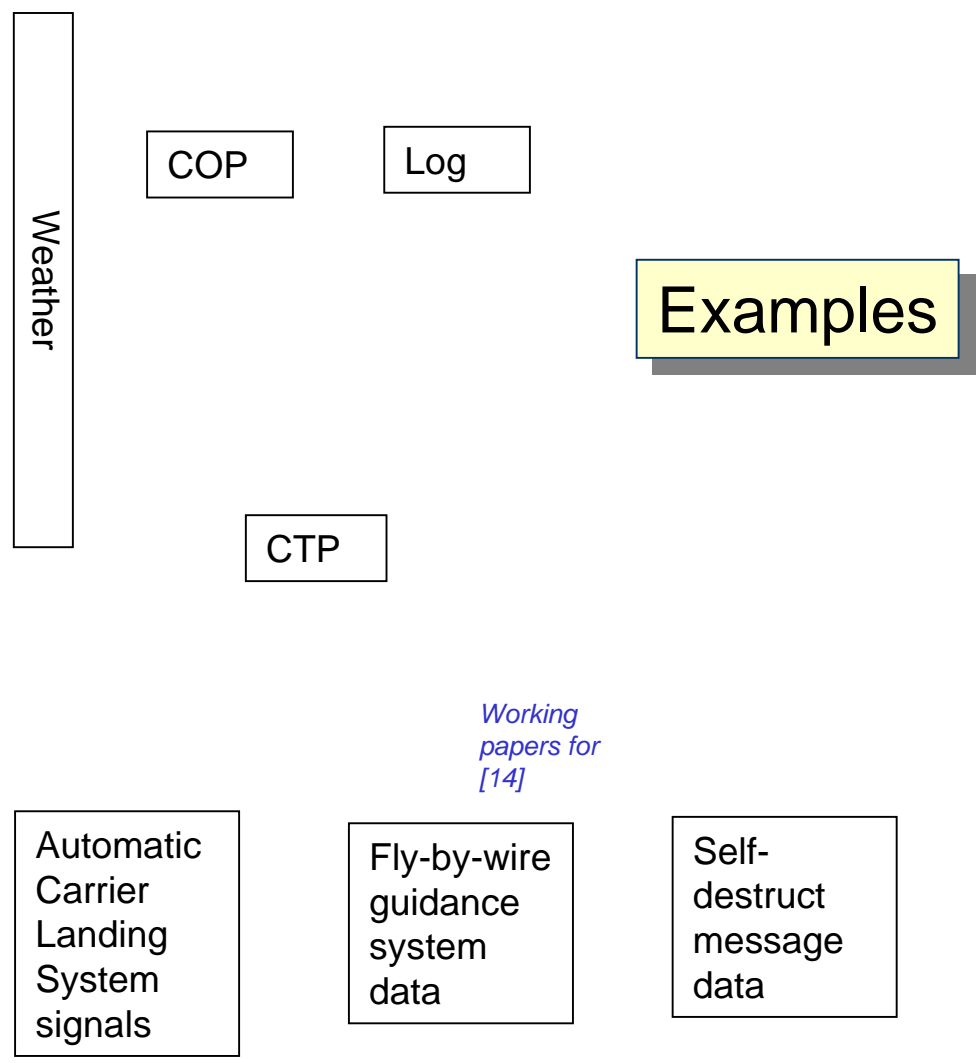 Weather
COP
Log
Examples
CTP
Working
papers for
[14]
Automatic
Carrier
Landing
System
signals
Fly-by-wire
guidance
system
data
Self-
destruct
message
data